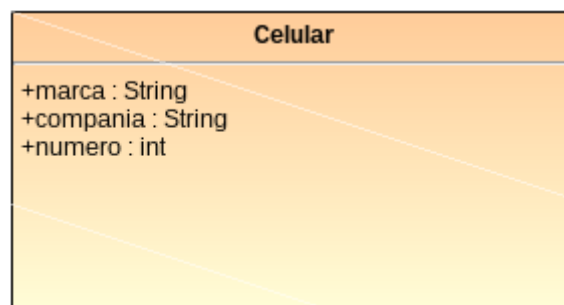 Celular
+marca : String
+compania : String
+numero : int